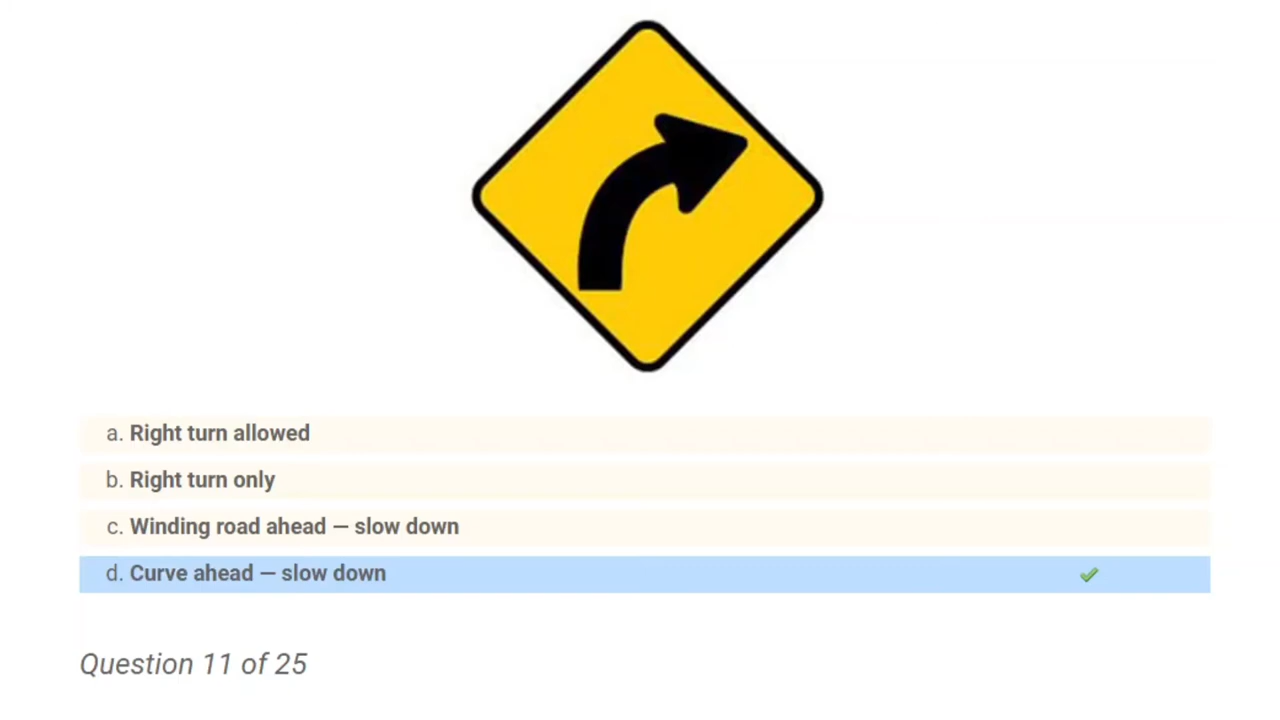 a. Right turn allowed
b. Right turn only
c. Winding road ahead — slow down
d. Curve ahead — slow down
Question 11 of 25